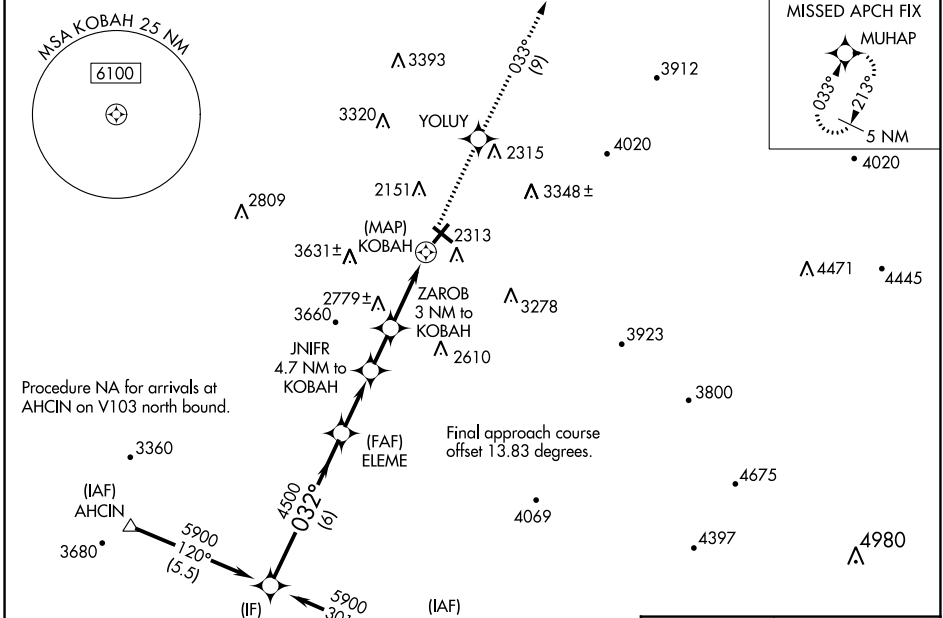 MSA KOBAH 25 NM
6100
MISSED APCH FIX
MUHAP
033°
213°
5 NM
033°
(9)
3393
3912
3320
YOLUY
2315
4020
4020
2151
3348 ±
2809
(MAP)
KOBAH
2313
3631±
4471
4445
2779±
ZAROB
3 NM to
KOBAH
3278
3660
3923
JNIFR
4.7 NM to
KOBAH
2610
Procedure NA for arrivals at
AHCIN on V103 north bound.
3800
(FAF)
ELEME
Final approach course
offset 13.83 degrees.
3360
4675
(IAF)
AHCIN
4500
032°
(6)
4069
3680
5900
120°
(5.5)
4397
4980
(IF)
5900
(IAF)